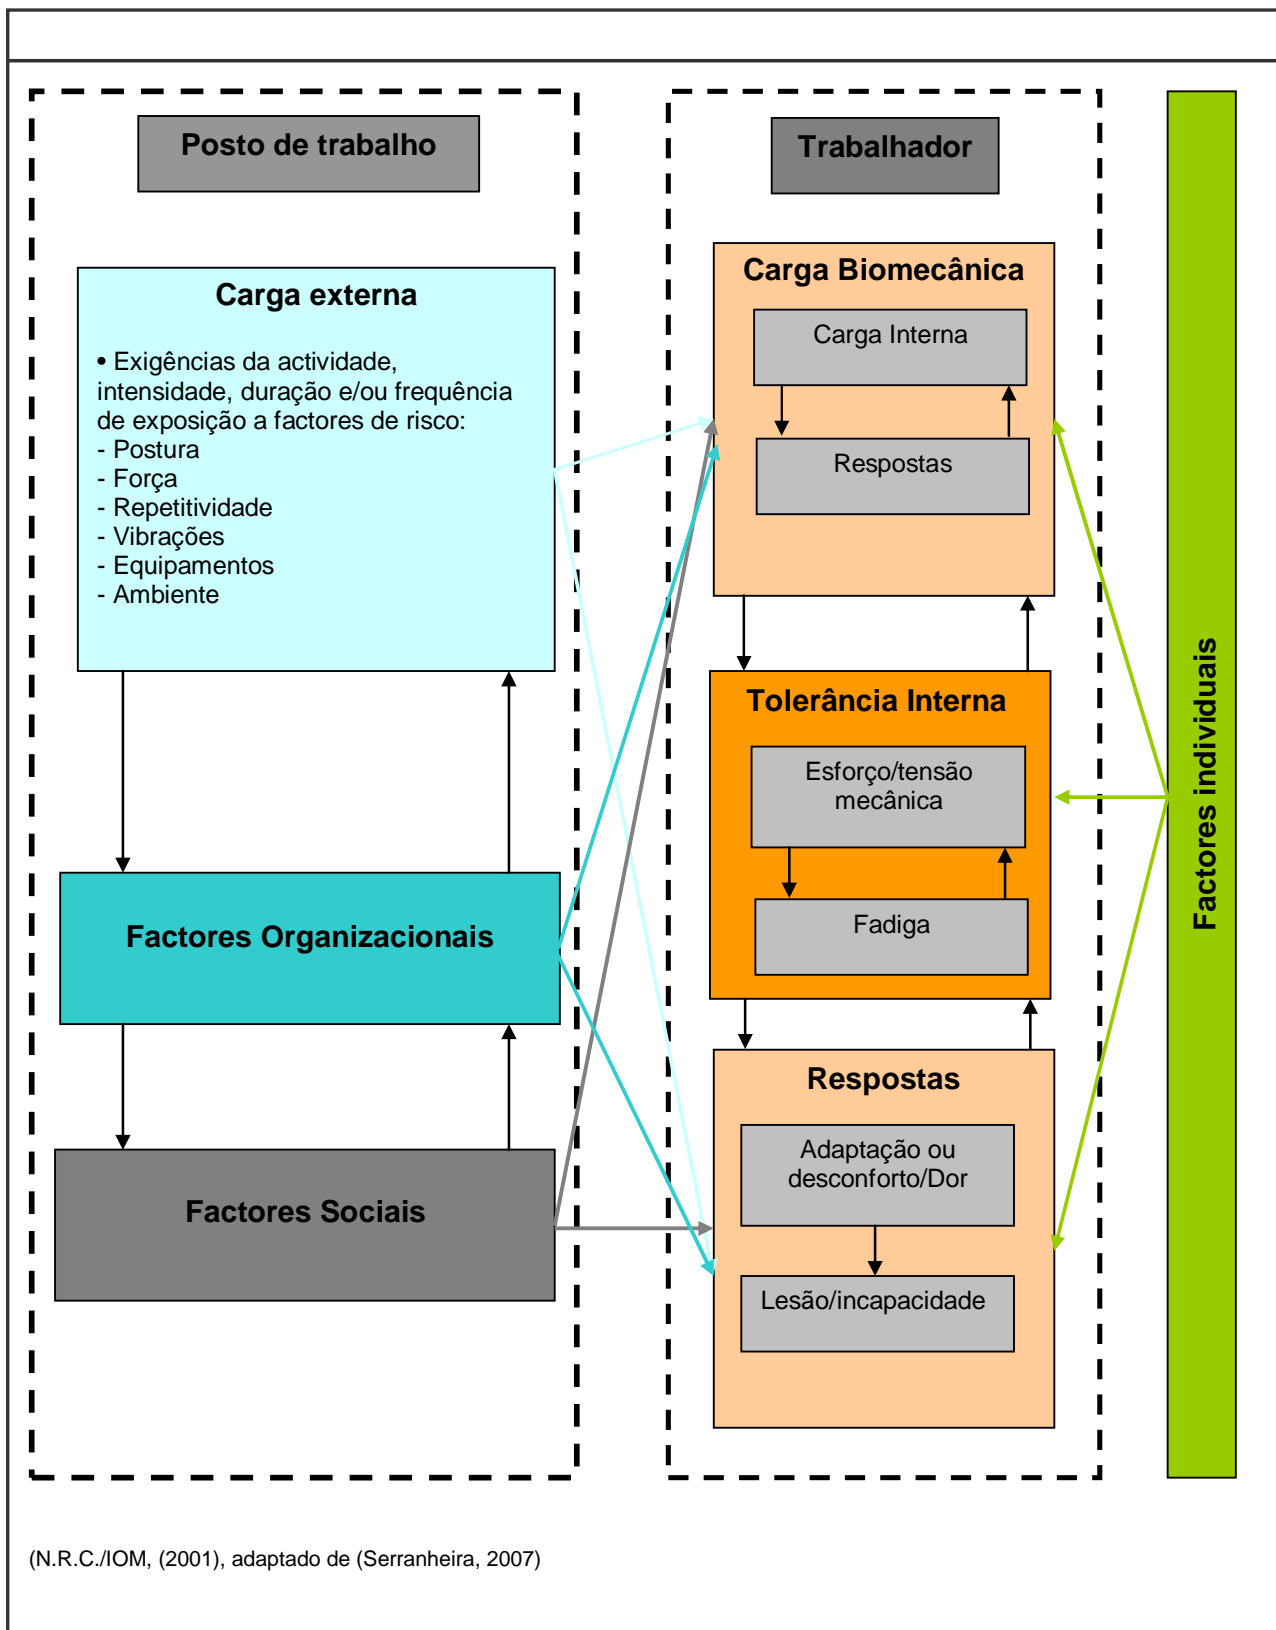 Posto de trabalho
Carga externa
• Exigências da actividade,
intensidade, duração e/ou frequência
de exposição a factores de risco:
- Postura
- Força
- Repetitividade
- Vibrações
- Equipamentos
- Ambiente
Factores Organizacionais
Factores Sociais
Trabalhador
Carga Biomecânica
Carga Interna
Respostas
Tolerância Interna
Esforço/tensão
mecânica
Fadiga
Respostas
Adaptação ou
desconforto/Dor
Lesão/incapacidade
Factores individuais
(N.R.C./IOM, (2001), adaptado de (Serranheira, 2007)